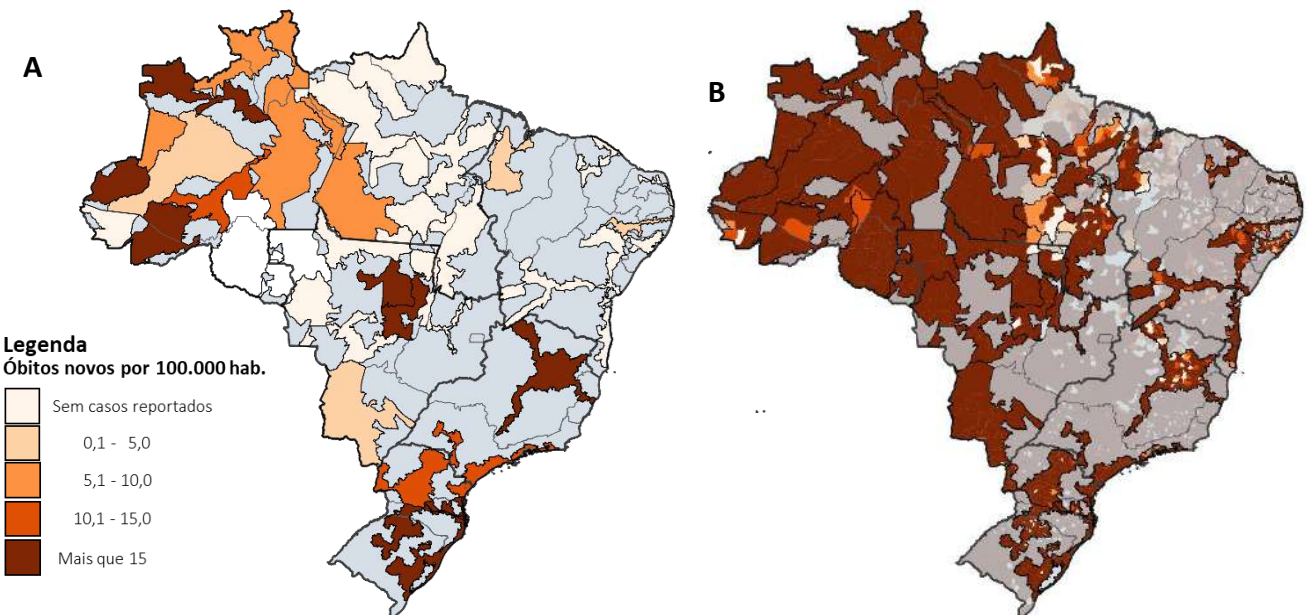 A
B
Legenda
Óbitos novos por 100.000 hab.
Sem casos reportados
0,1 - 5,0
5,1 - 10,0
10,1 - 15,0
Mais que 15